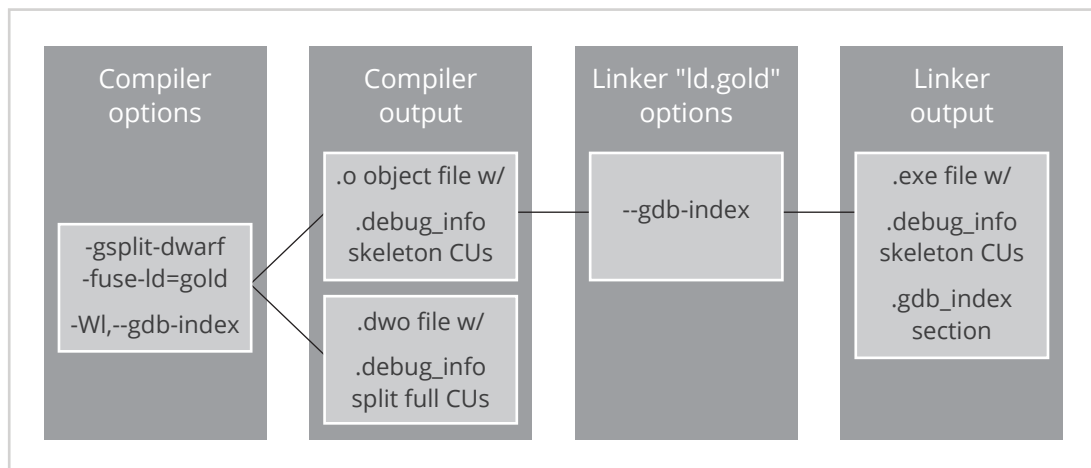 Compiler
options
-gsplit-dwarf
-fuse-ld=gold
-Wl,--gdb-index
Compiler
output
.o object file w/
.debug_info
skeleton CUs
.dwo file w/
.debug_info
split full CUs
Linker "ld.gold"
options
--gdb-index
Linker
output
.exe file w/
.debug_info
skeleton CUs
.gdb_index
section